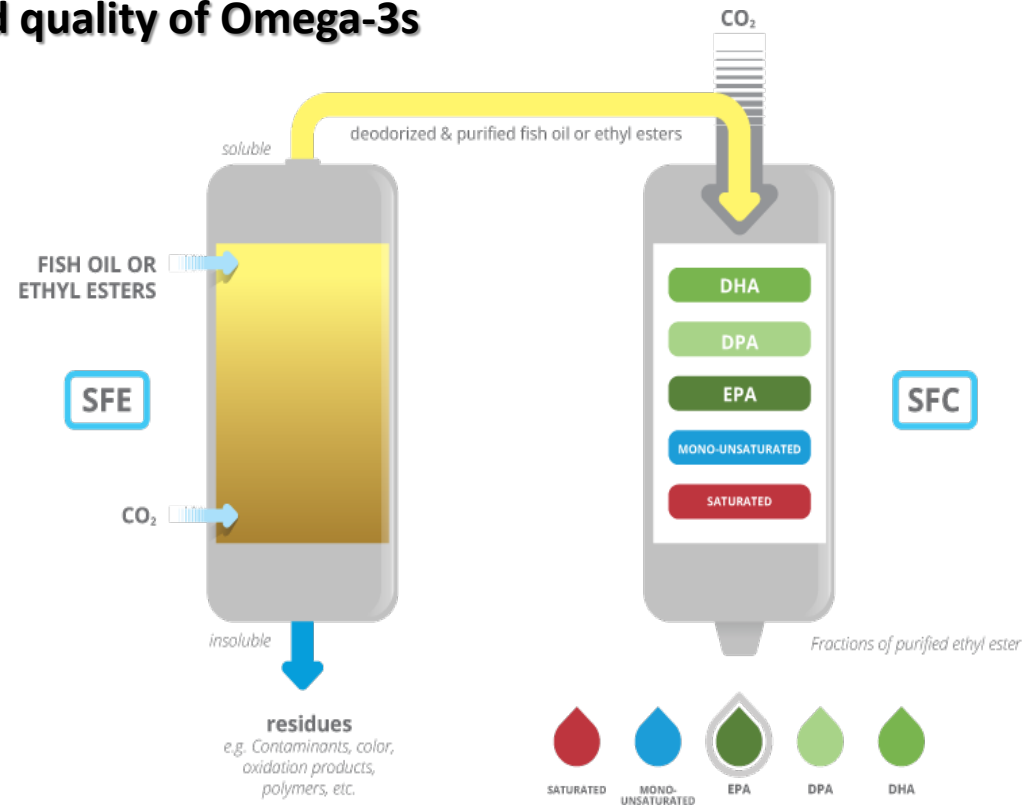 quality of Omega-3s
CO₂
deodorized & purified fish oil or ethyl esters
soluble
FISH OIL OR
ETHYL ESTERS
DHA
DPA
EPA
MONO-UNSATURATED
SATURATED
SFE
SFC
CO₂
insoluble
Fractions of purified ethyl ester
residues
e.g. Contaminants, color,
oxidation products,
polymers, etc.
SATURATED
MONO-
UNSATURATED
EPA
DPA
DHA